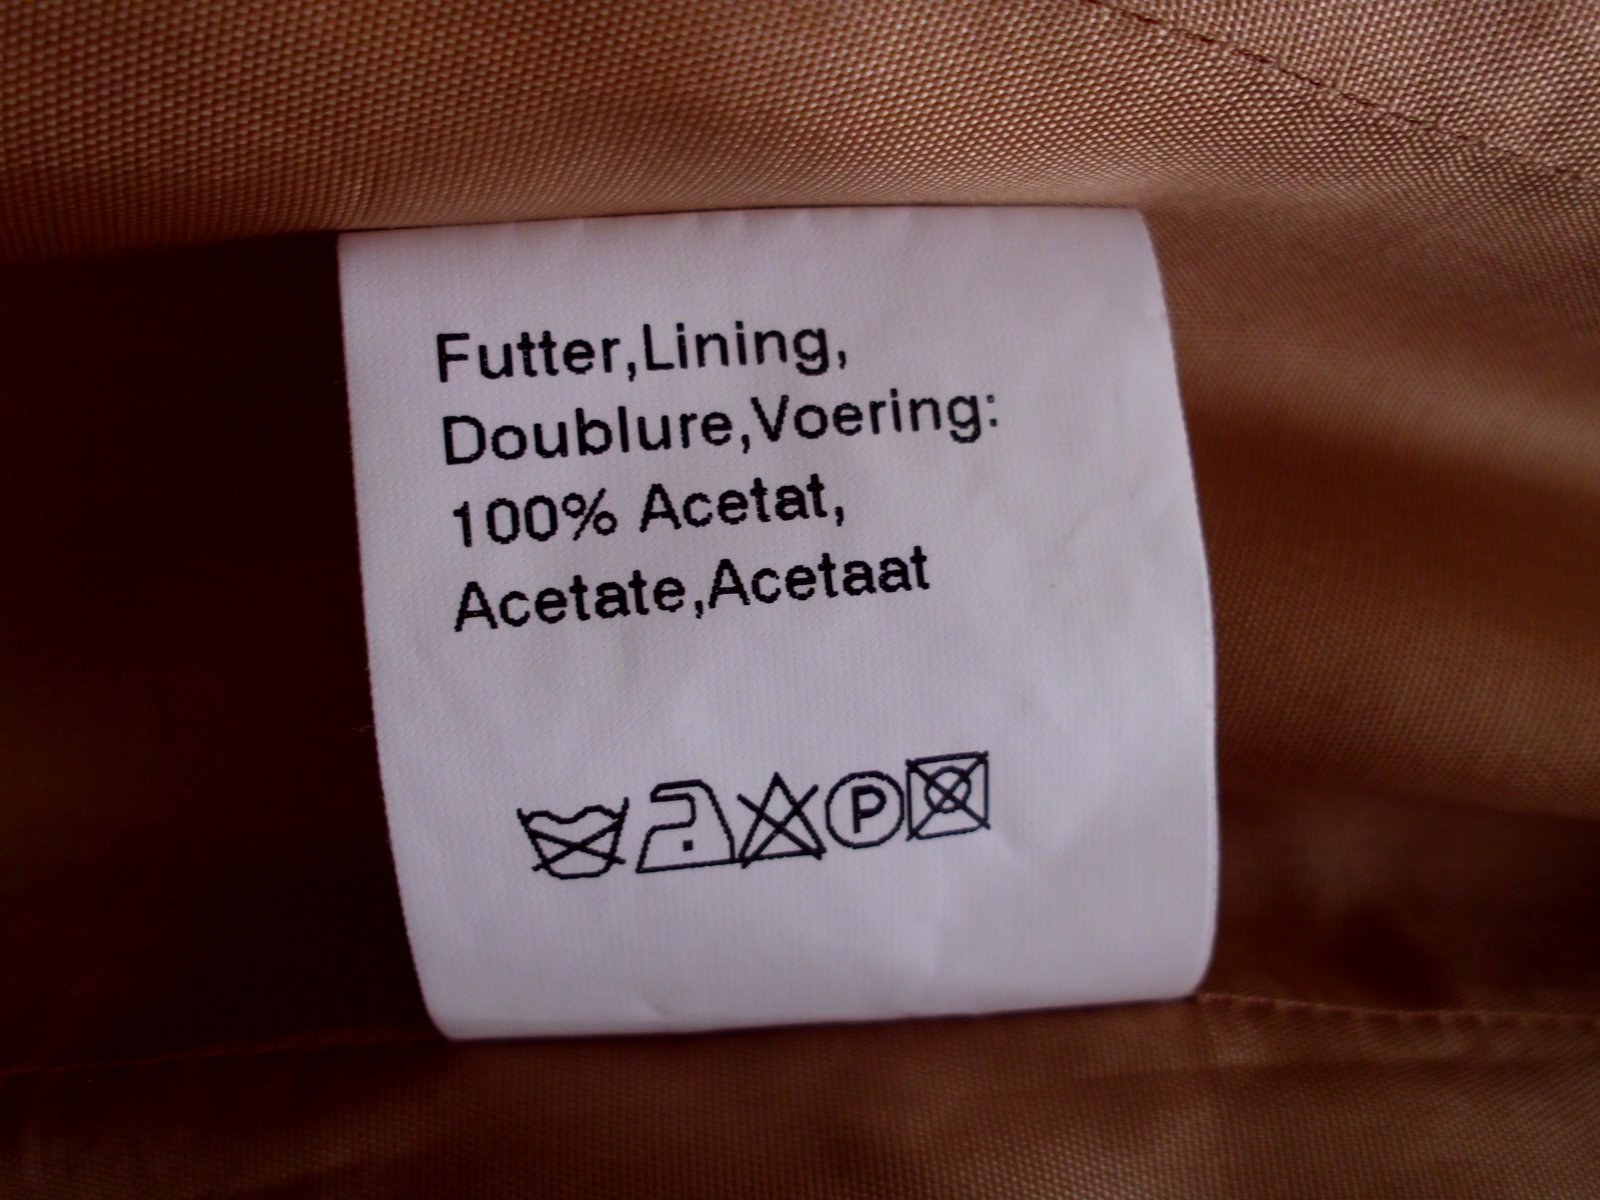 Futter,Lining,
Doublure,Voering:
100% Acetat,
Acetate,Acetaat
P